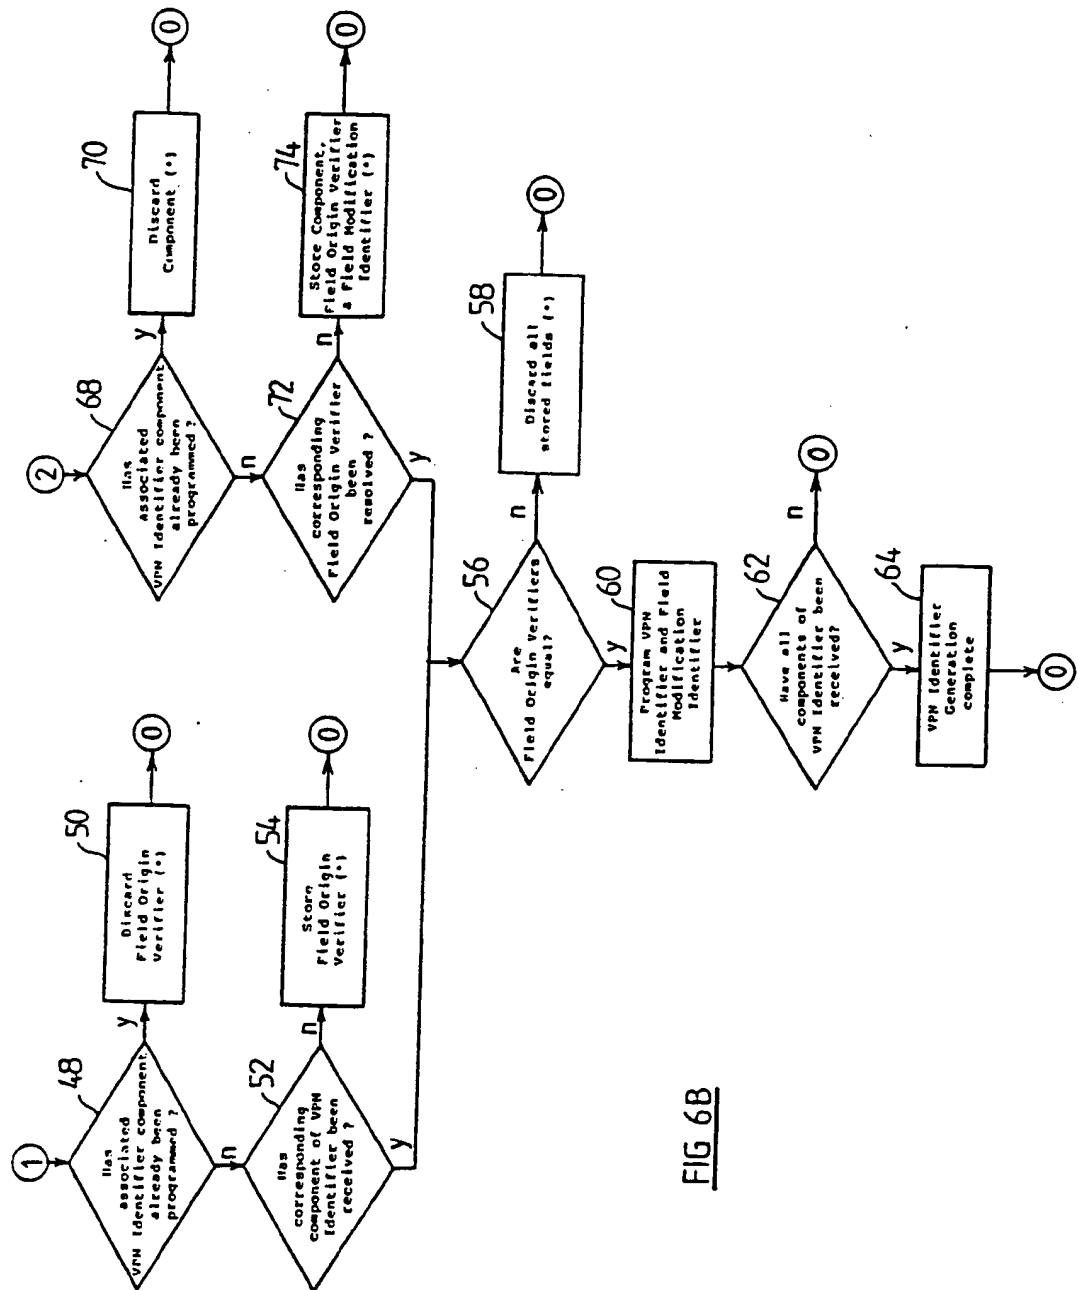 1
48
Has
associated
VPN Identifier component
already been
programmed ?
y
50
Discard
Field Origin
Verifier (*)
0
n
52
Has
corresponding
component of VPN
Identifier been
received ?
n
54
Store
Field Origin
Verifier (*)
0
y
2
68
Has
associated
VPN Identifier component
already been
programmed ?
y
70
Discard
Component (*)
0
n
72
Has
corresponding
Field Origin Verifier
been
resolved ?
n
74
Store Component,
Field Origin Verifier
& Field Modification
Identifier (*)
0
y
56
Are
Field Origin Verifiers
equal?
n
58
Discard all
stored fields (*)
0
y
60
Program VPN
Identifier and Field
Modification
Identifier
62
Have all
components of
VPN Identifier been
received?
n
0
y
64
VPN Identifier
Generation
complete
0
FIG 6B